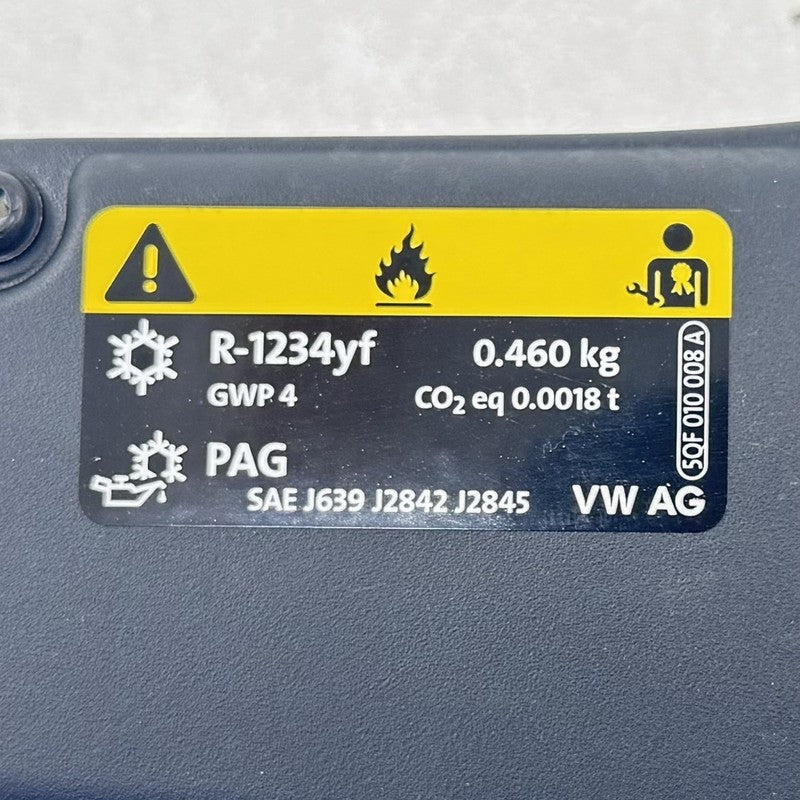 R-1234yf 0.460 kg
GWP 4 CO₂ eq 0.0018 t
PAG
SAE J639 J2842 J2845 VW AG
5QF 010 008 A